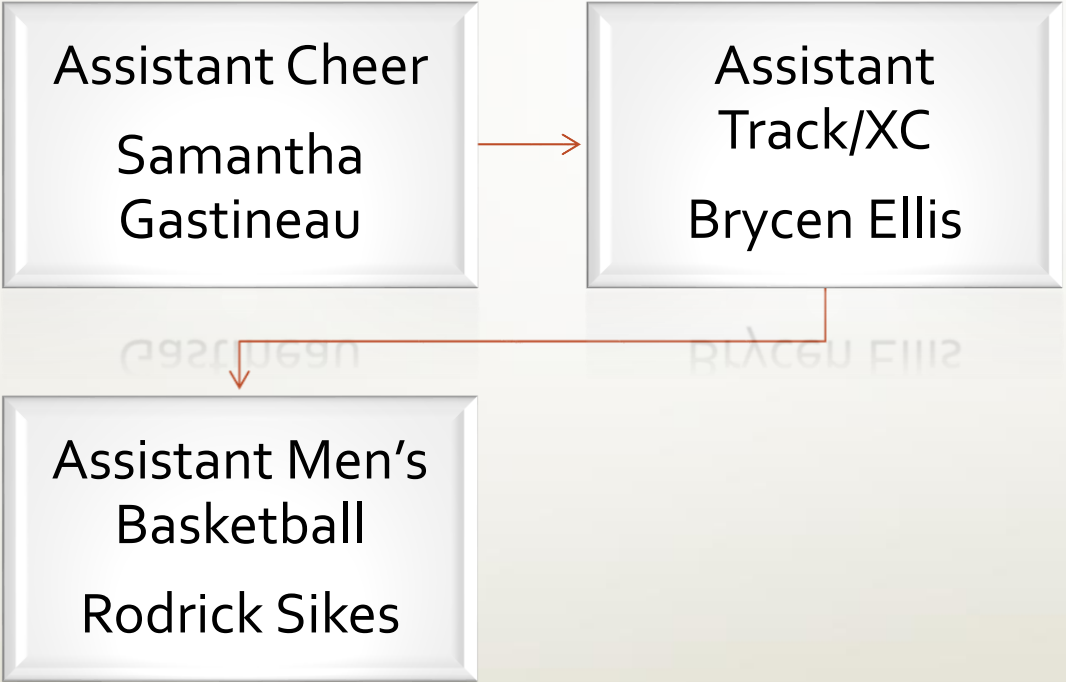 Assistant Cheer
Samantha
Gastineau
Assistant
Track/XC
Brycen Ellis
Assistant Men’s
Basketball
Rodrick Sikes